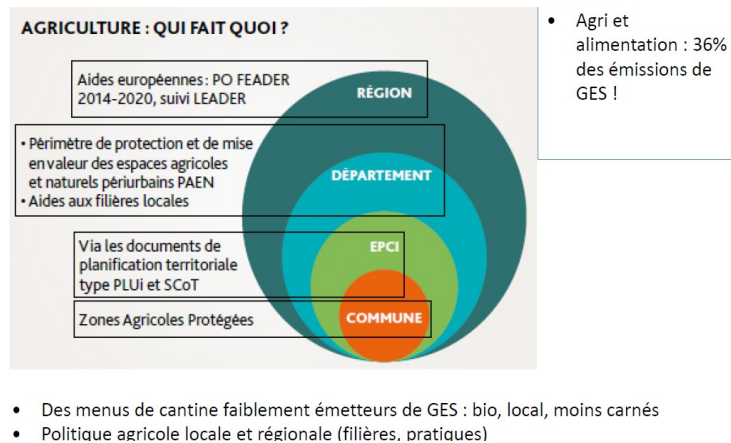 AGRICULTURE : QUI FAIT QUOI ?
Aides européennes : PO FEADER
2014-2020, suivi LEADER
RÉGION
• Périmètre de protection et de mise
en valeur des espaces agricoles
et naturels périurbains PAEN
• Aides aux filières locales
DÉPARTEMENT
Via les documents de
planification territoriale
type PLUi et SCoT
EPCI
Zones Agricoles Protégées
COMMUNE
• Agri et
alimentation : 36%
des émissions de
GES !
• Des menus de cantine faiblement émetteurs de GES : bio, local, moins carnés
• Politique agricole locale et régionale (filières, pratiques)